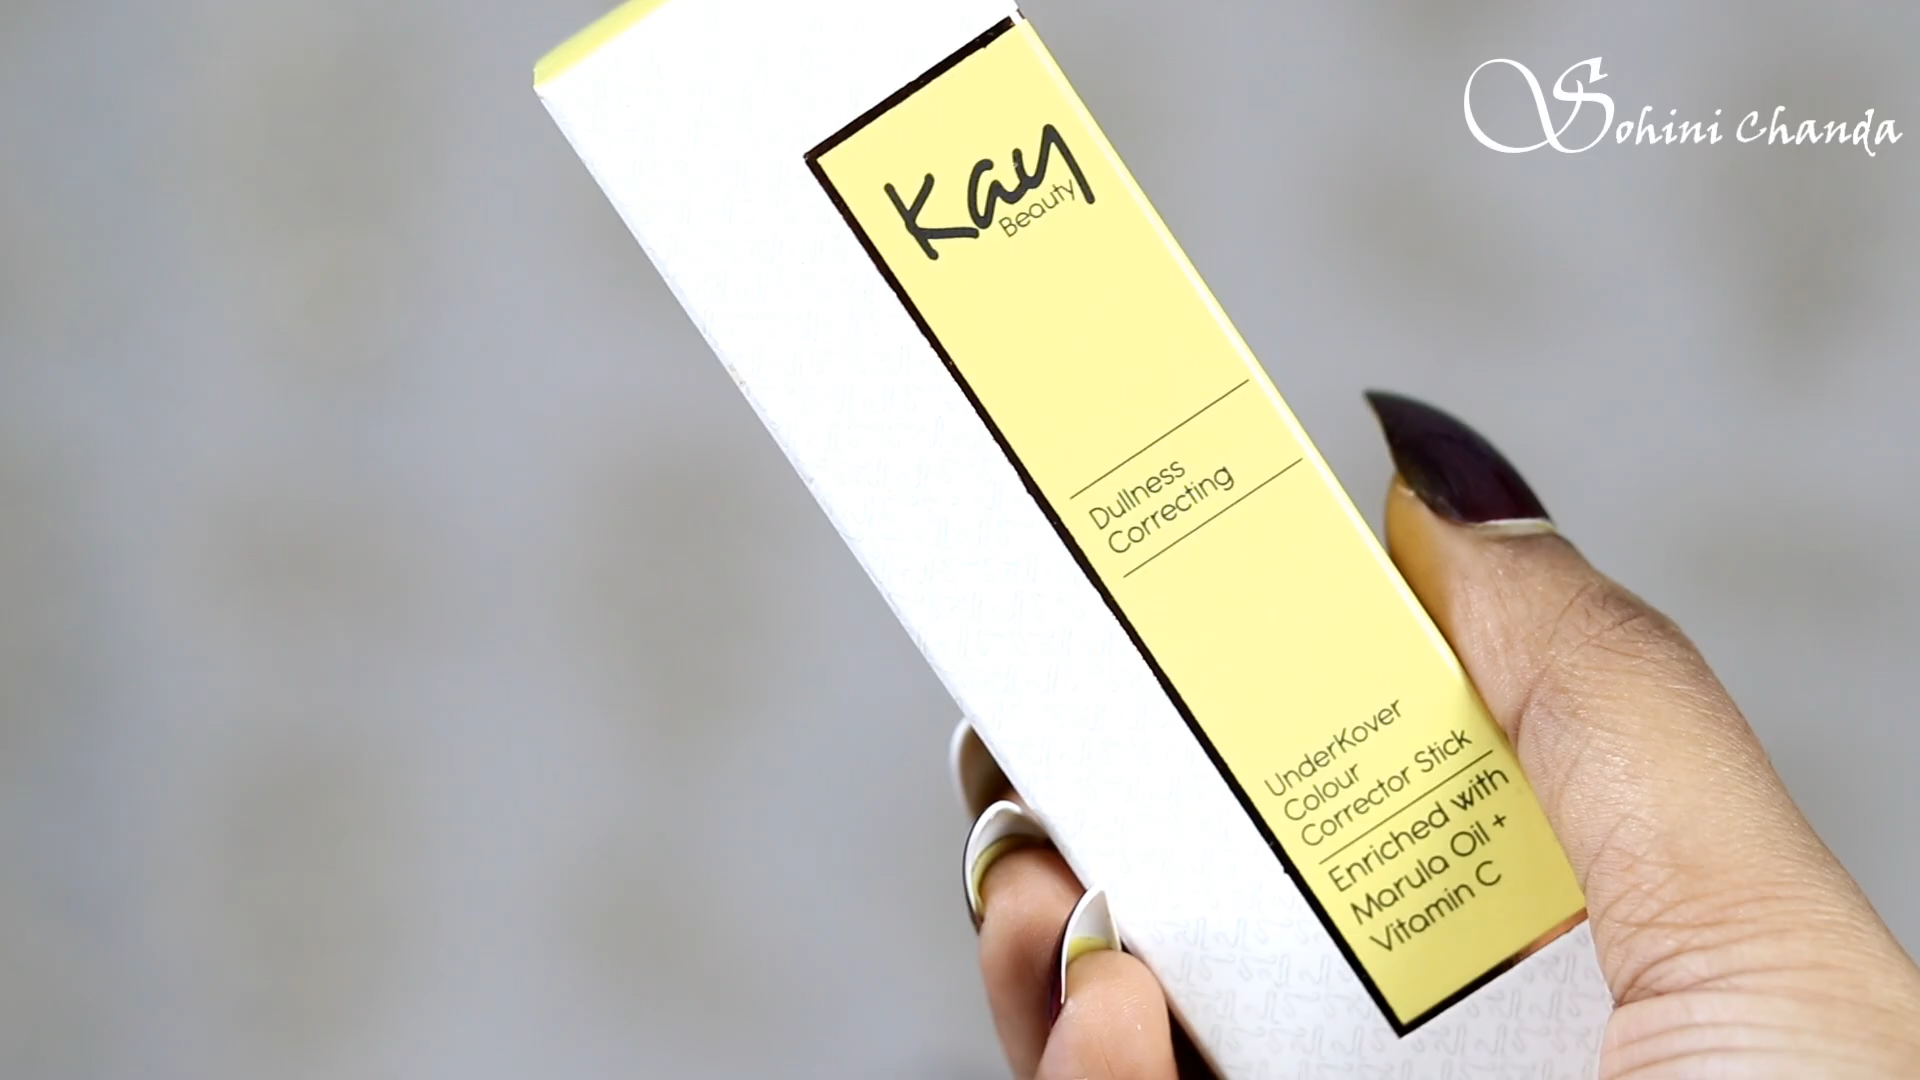 Sohini Chanda
Kay
Beauty
Dullness
Correcting
UnderKover
Colour
Corrector Stick
Enriched with
Marula Oil +
Vitamin C